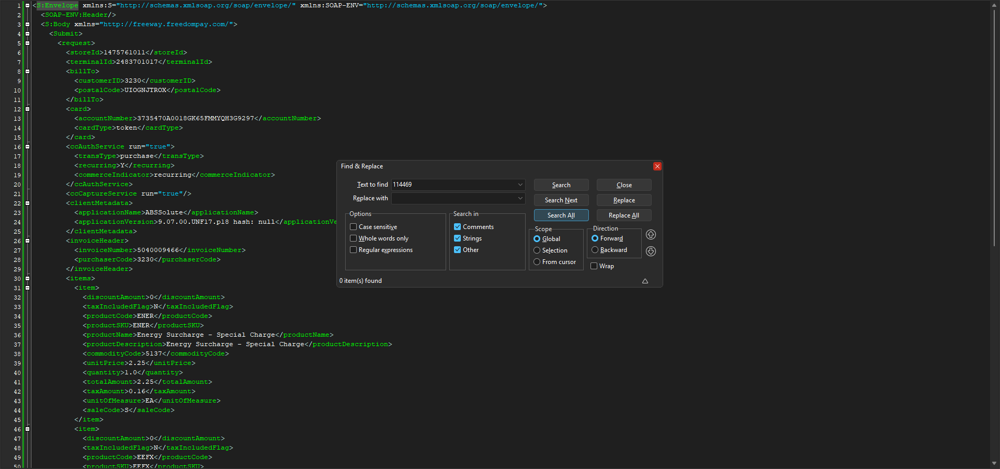 1 <S:Envelope xmlns:S="http://schemas.xmlsoap.org/soap/envelope/" xmlns:SOAP-ENV="http://schemas.xmlsoap.org/soap/envelope/">
2 <SOAP-ENV:Header/>
3 <S:Body xmlns="http://freeway.freedompay.com/">
4 <Submit>
5 <request>
6 <storeId>1475761011</storeId>
7 <terminalId>2483701017</terminalId>
8 <billTo>
9 <customerID>3230</customerID>
10 <postalCode>UIOGNJTROX</postalCode>
11 </billTo>
12 <card>
13 <accountNumber>3735470A0018GK65FMMYQH3G9297</accountNumber>
14 <cardType>token</cardType>
15 </card>
16 <ccAuthService run="true">
17 <transType>purchase</transType>
18 <recurring>Y</recurring>
19 <commerceIndicator>recurring</commerceIndicator>
20 </ccAuthService>
21 <ccCaptureService run="true"/>
22 <clientMetadata>
23 <applicationName>ABSSolute</applicationName>
24 <applicationVersion>9.07.00.UNF17.p18 hash: null</applicationVe
25 </clientMetadata>
26 <invoiceHeader>
27 <invoiceNumber>5040009466</invoiceNumber>
28 <purchaserCode>3230</purchaserCode>
29 </invoiceHeader>
30 <items>
31 <item>
32 <discountAmount>0</discountAmount>
33 <taxIncludedFlag>N</taxIncludedFlag>
34 <productCode>ENER</productCode>
35 <productSKU>ENER</productSKU>
36 <productName>Energy Surcharge - Special Charge</productName>
37 <productDescription>Energy Surcharge - Special Charge</productDescription>
38 <commodityCode>5137</commodityCode>
39 <unitPrice>2.25</unitPrice>
40 <quantity>1.0</quantity>
41 <totalAmount>2.25</totalAmount>
42 <taxAmount>0.16</taxAmount>
43 <unitOfMeasure>EA</unitOfMeasure>
44 <saleCode>S</saleCode>
45 </item>
46 <item>
47 <discountAmount>0</discountAmount>
48 <taxIncludedFlag>N</taxIncludedFlag>
49 <productCode>EEFX</productCode>
50 <productSKU>EEFX</productSKU>
Find & Replace
Text to find 114469 Search Close
Replace with Search Next Replace
Search All Replace All
Options Search in
Case sensitive Comments
Whole words only Strings
Regular expressions Other
Scope Direction
Global Forward
Selection Backward
From cursor Wrap
0 item(s) found